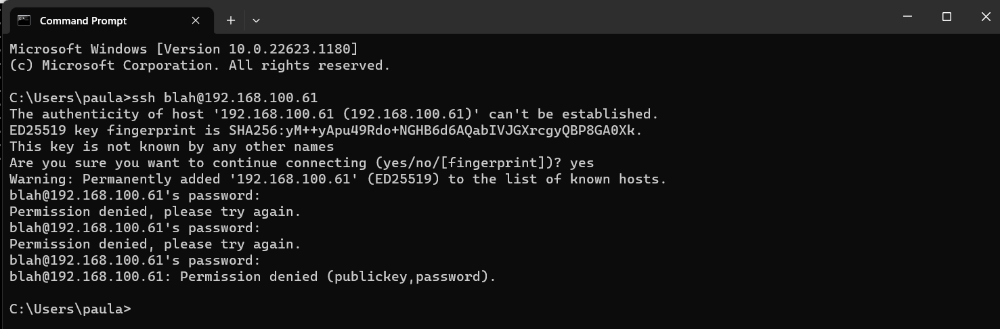 Command Prompt
Microsoft Windows [Version 10.0.22623.1180]
(c) Microsoft Corporation. All rights reserved.
C:\Users\paula>ssh blah@192.168.100.61
The authenticity of host '192.168.100.61 (192.168.100.61)' can't be established.
ED25519 key fingerprint is SHA256:yM++yApu49Rdo+NGHB6d6AQabIVJGXrcgyQBP8GA0Xk.
This key is not known by any other names
Are you sure you want to continue connecting (yes/no/[fingerprint])? yes
Warning: Permanently added '192.168.100.61' (ED25519) to the list of known hosts.
blah@192.168.100.61's password:
Permission denied, please try again.
blah@192.168.100.61's password:
Permission denied, please try again.
blah@192.168.100.61's password:
blah@192.168.100.61: Permission denied (publickey,password).
C:\Users\paula>